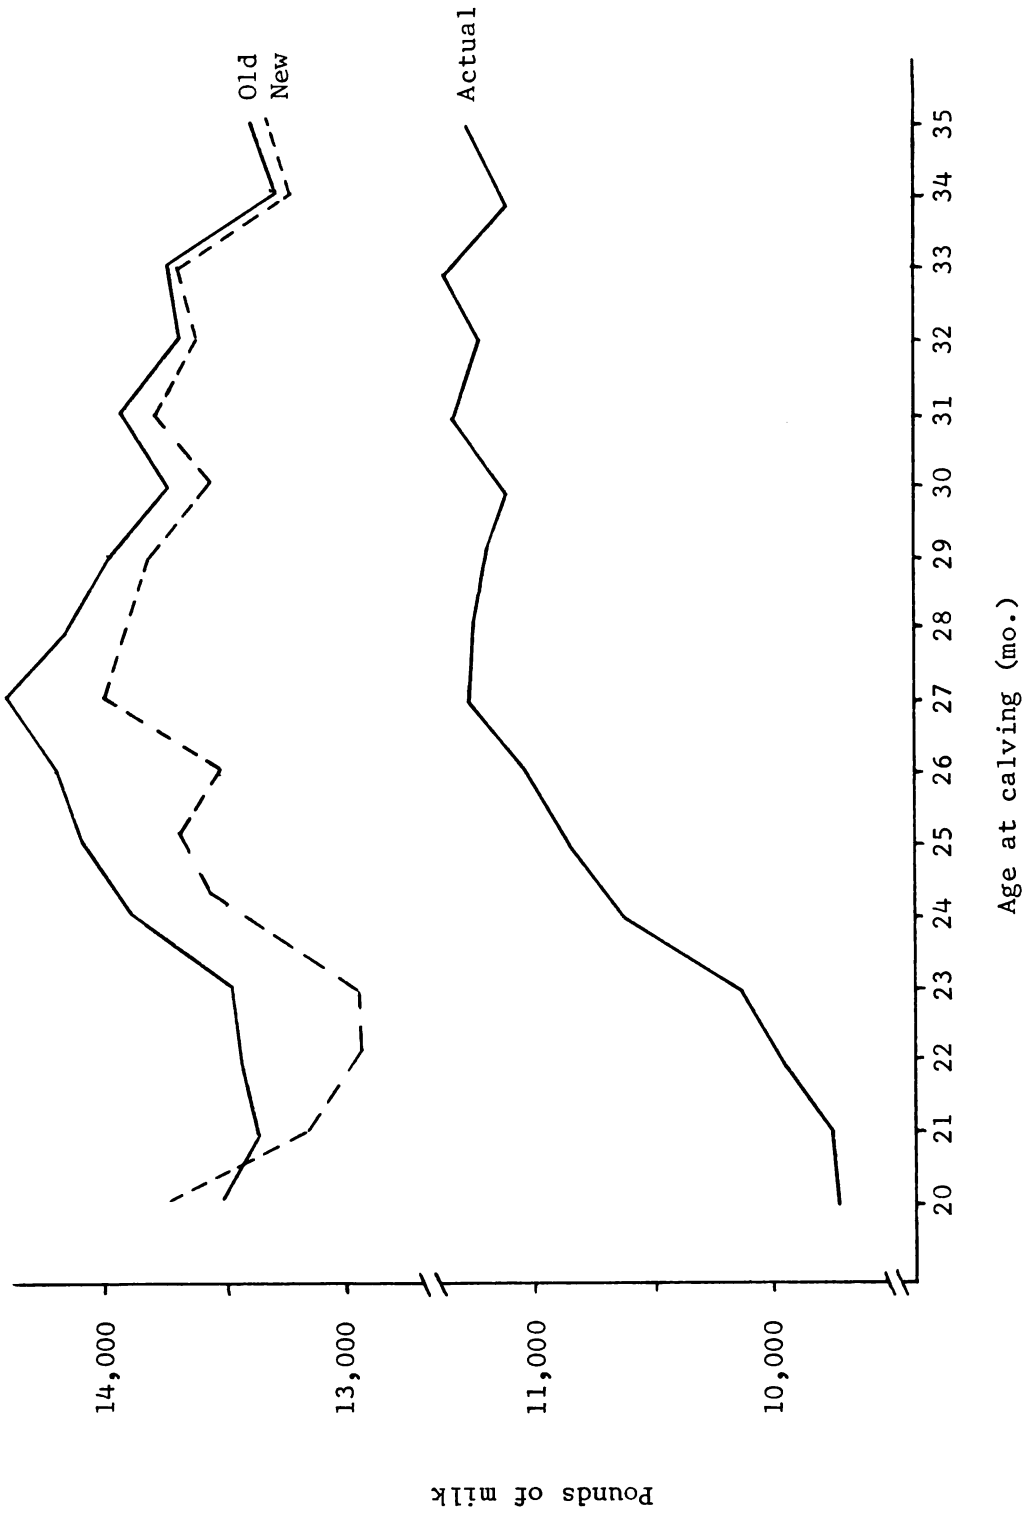 Pounds of milk
14,000
13,000
11,000
10,000
Old
New
Actual
20 21 22 23 24 25 26 27 28 29 30 31 32 33 34 35
Age at calving (mo.)